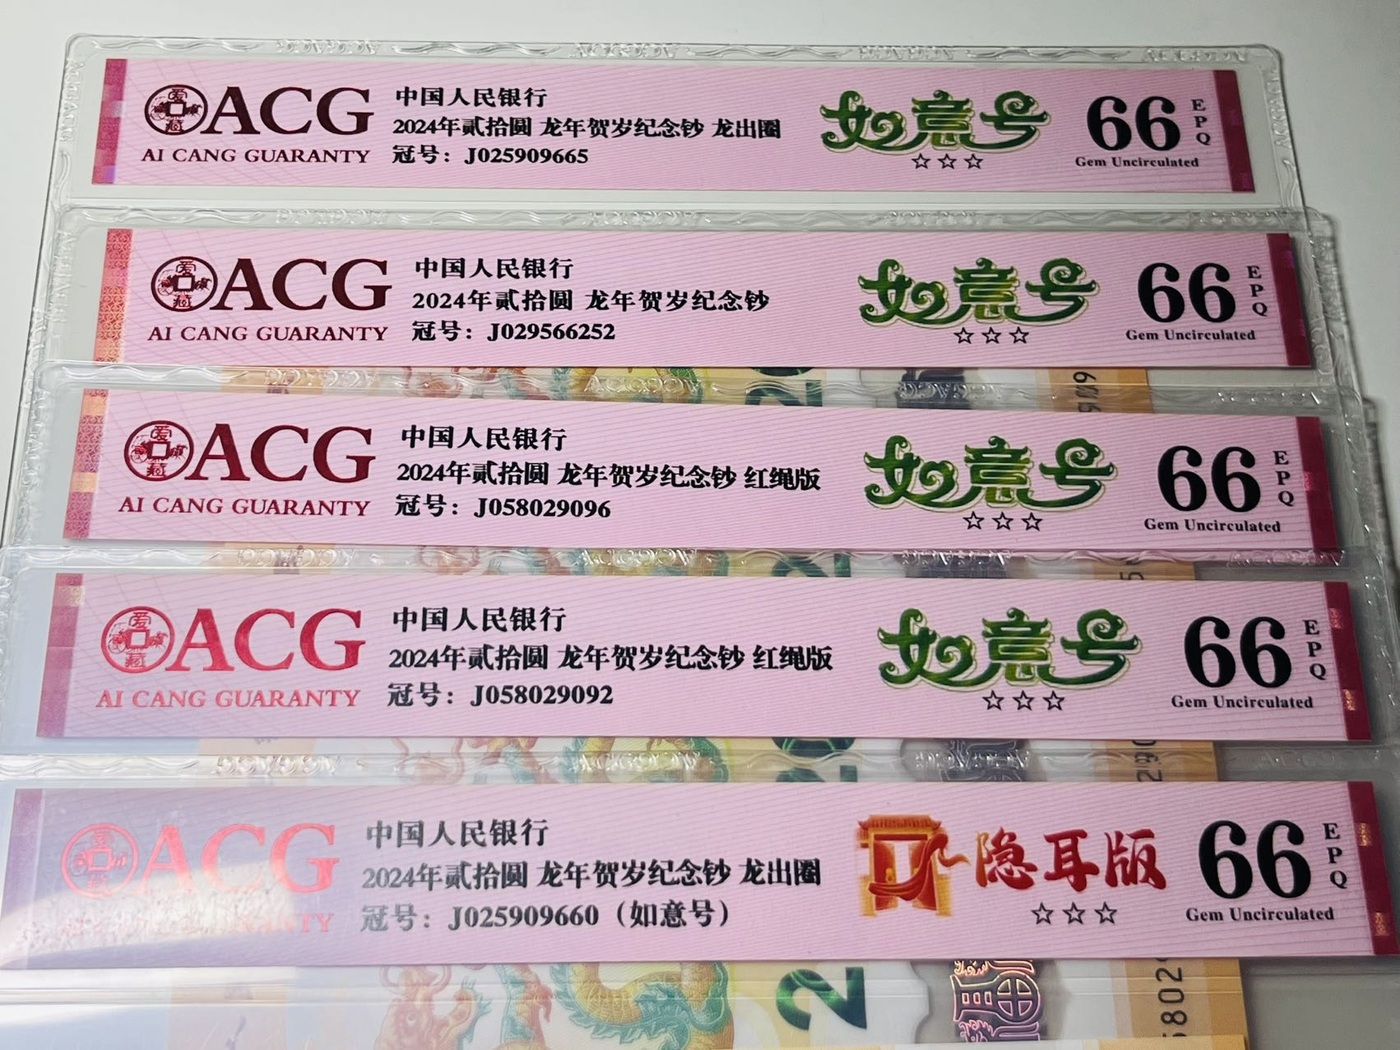 ACG
AI CANG GUARANTY
中国人民银行
2024年贰拾圆 龙年贺岁纪念钞 龙出圈
冠号：J025909665
如意号
☆☆☆
66
EPQ
Gem Uncirculated
ACG
AI CANG GUARANTY
中国人民银行
2024年贰拾圆 龙年贺岁纪念钞
冠号：J029566252
如意号
☆☆☆
66
EPQ
Gem Uncirculated
ACG
AI CANG GUARANTY
中国人民银行
2024年贰拾圆 龙年贺岁纪念钞 红绳版
冠号：J058029096
如意号
☆☆☆
66
EPQ
Gem Uncirculated
ACG
AI CANG GUARANTY
中国人民银行
2024年贰拾圆 龙年贺岁纪念钞 红绳版
冠号：J058029092
如意号
☆☆☆
66
EPQ
Gem Uncirculated
ACG
中国人民银行
2024年贰拾圆 龙年贺岁纪念钞 龙出圈
冠号：J025909660（如意号）
隐耳版
☆☆☆
66
EPQ
Gem Uncirculated